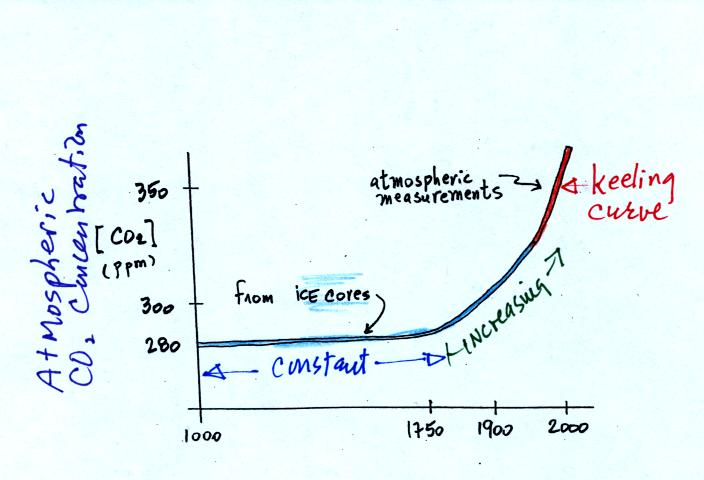 Atmospheric
CO2 Concentration
[CO2]
(ppm)
350
300
280
atmospheric
measurements
keeling
curve
from ICE cores
constant
increasing
1000
1750
1900
2000